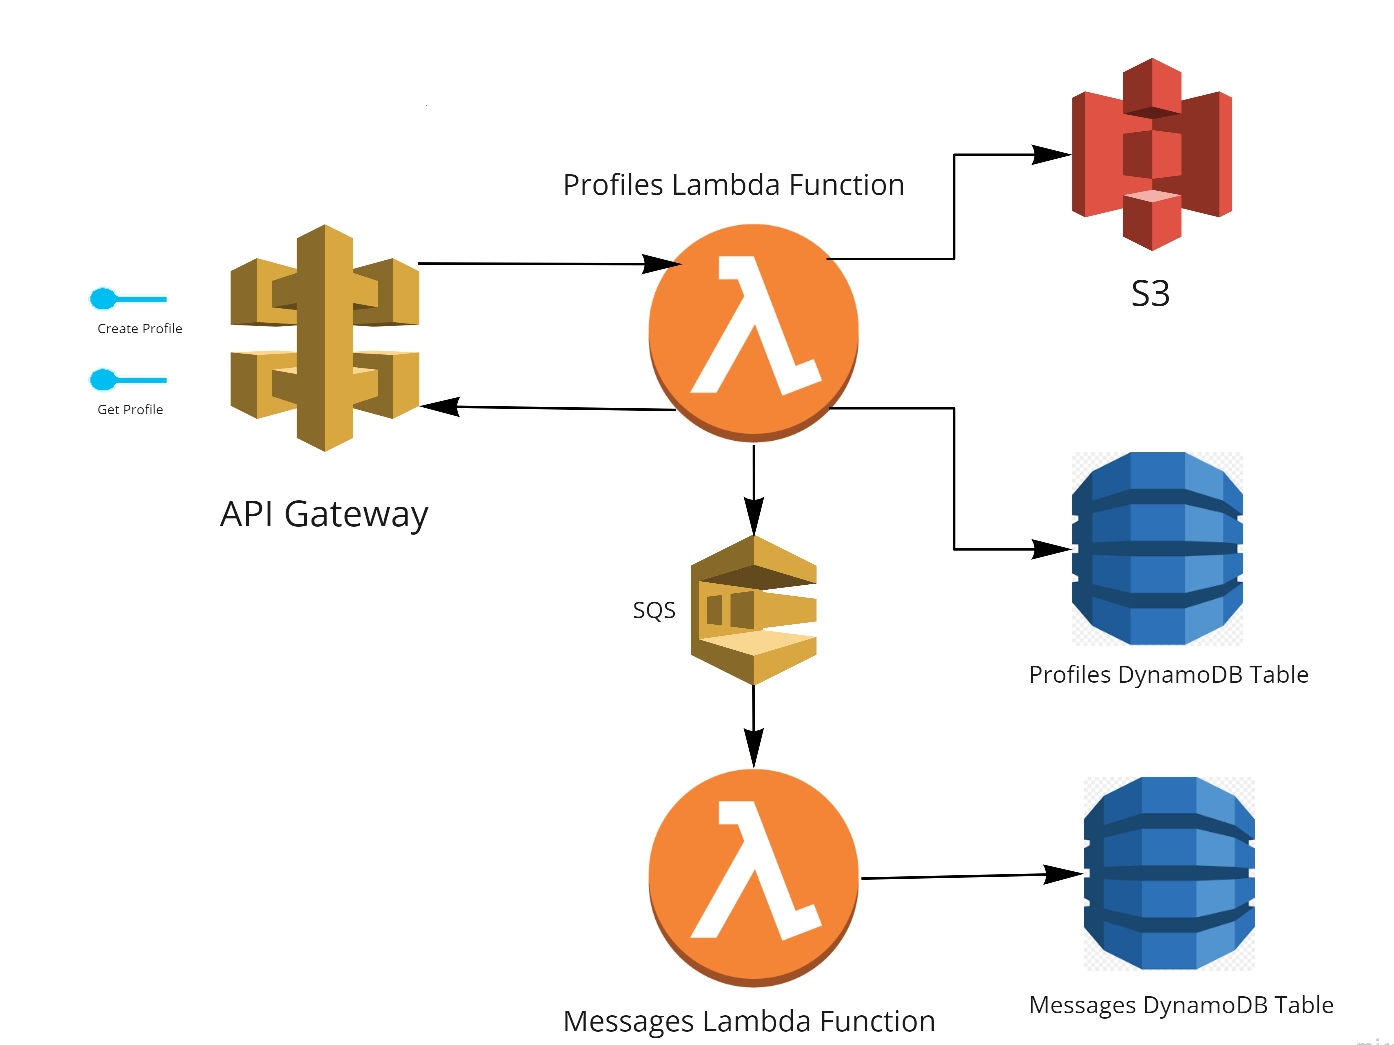 Profiles Lambda Function
S3
Create Profile
Get Profile
API Gateway
SQS
Profiles DynamoDB Table
Messages DynamoDB Table
Messages Lambda Function